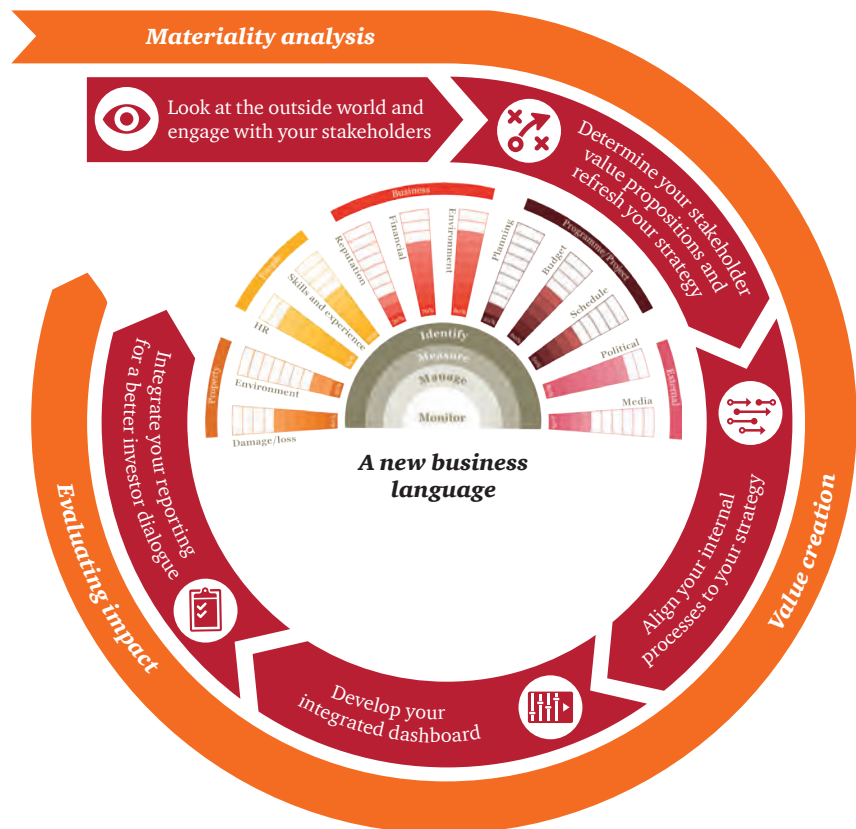 Materiality analysis
Look at the outside world and
engage with your stakeholders
Determine your stakeholder
value propositions and
refresh your strategy
Align your internal
processes to your strategy
Value creation
Develop your
integrated dashboard
Integrate your reporting
for a better investor dialogue
Evaluating impact
Property
Damage/loss
Environment
People
HR
Skills and experience
Business
Reputation
Financial
Environment
Programme/Project
Planning
Budget
Schedule
External
Political
Media
Identify
Measure
Manage
Monitor
A new business
language